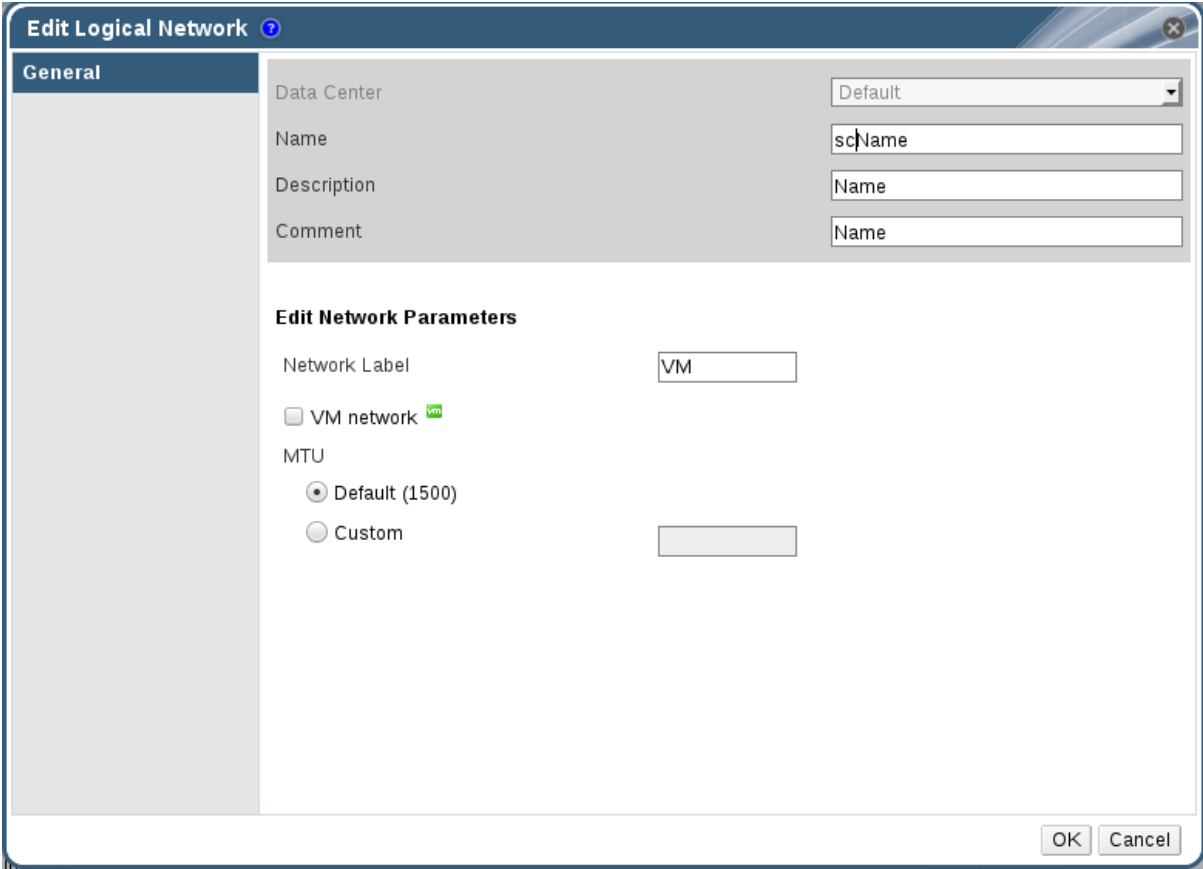 Edit Logical Network ?
General
Data Center Default
Name scName
Description Name
Comment Name
Edit Network Parameters
Network Label VM
VM network vm
MTU
Default (1500)
Custom
OK Cancel